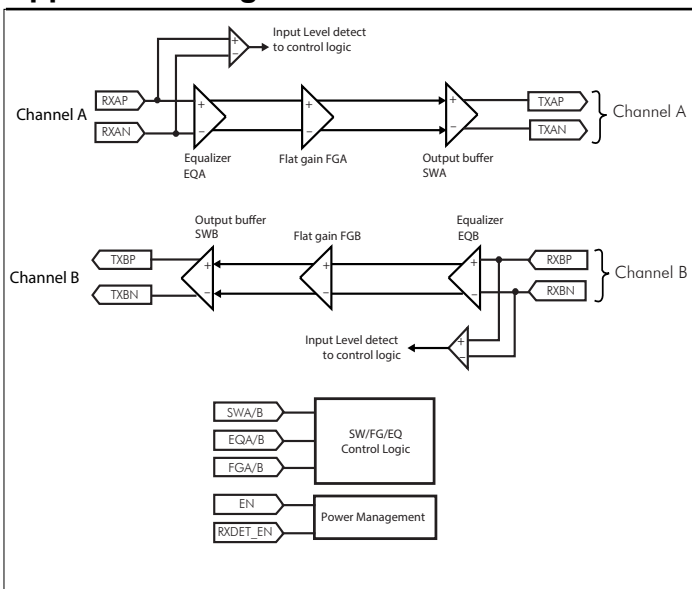 Input Level detect
to control logic
RXAP
Channel A
RXAN
+
−
+
−
+
−
+
−
TXAP
TXAN
Channel A
Equalizer
EQA
Flat gain FGA
Output buffer
SWA
Output buffer
SWB
Flat gain FGB
Equalizer
EQB
TXBP
Channel B
TXBN
+
−
+
−
+
−
RXBP
RXBN
Channel B
Input Level detect
to control logic
+
−
SWA/B
EQA/B
FGA/B
SW/FG/EQ
Control Logic
EN
RXDET_EN
Power Management